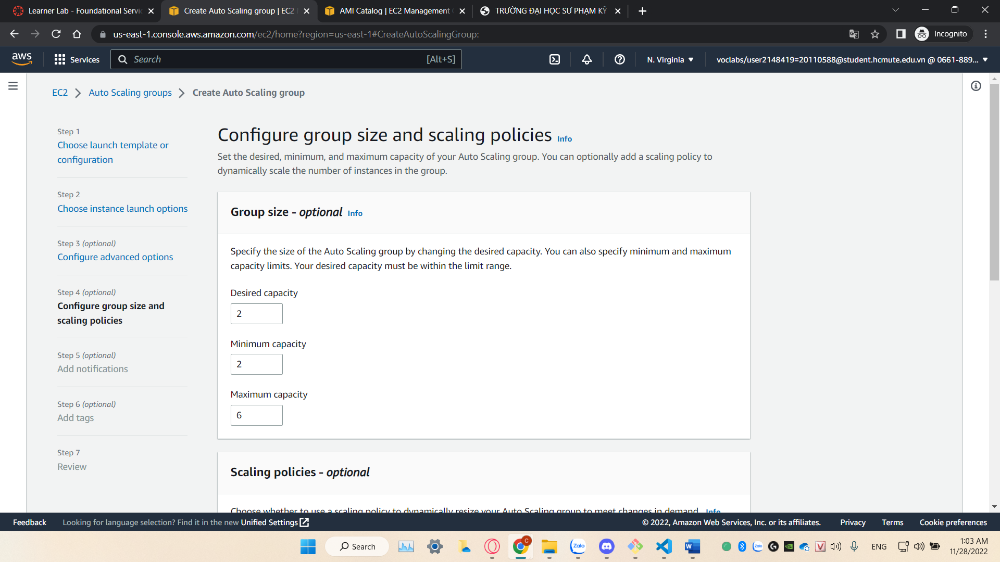 Learner Lab - Foundational Servic
Create Auto Scaling group | EC2
AMI Catalog | EC2 Management
TRƯỜNG ĐẠI HỌC SƯ PHẠM KỸ
us-east-1.console.aws.amazon.com/ec2/home?region=us-east-1#CreateAutoScalingGroup:
Incognito
aws
Services
Search
[Alt+S]
N. Virginia
voclabs/user2148419=20110588@student.hcmute.edu.vn @ 0661-889...
EC2
Auto Scaling groups
Create Auto Scaling group
Step 1
Choose launch template or
configuration
Step 2
Choose instance launch options
Step 3 (optional)
Configure advanced options
Step 4 (optional)
Configure group size and
scaling policies
Step 5 (optional)
Add notifications
Step 6 (optional)
Add tags
Step 7
Review
Configure group size and scaling policies Info
Set the desired, minimum, and maximum capacity of your Auto Scaling group. You can optionally add a scaling policy to
dynamically scale the number of instances in the group.
Group size - optional Info
Specify the size of the Auto Scaling group by changing the desired capacity. You can also specify minimum and maximum
capacity limits. Your desired capacity must be within the limit range.
Desired capacity
2
Minimum capacity
2
Maximum capacity
6
Scaling policies - optional
Choose whether to use a scaling policy to dynamically resize your Auto Scaling group to meet changes in demand. Info
Feedback
Looking for language selection? Find it in the new Unified Settings
© 2022, Amazon Web Services, Inc. or its affiliates.
Privacy
Terms
Cookie preferences
Search
C
Zalo
W
Zalo
V
ENG
1:03 AM
11/28/2022